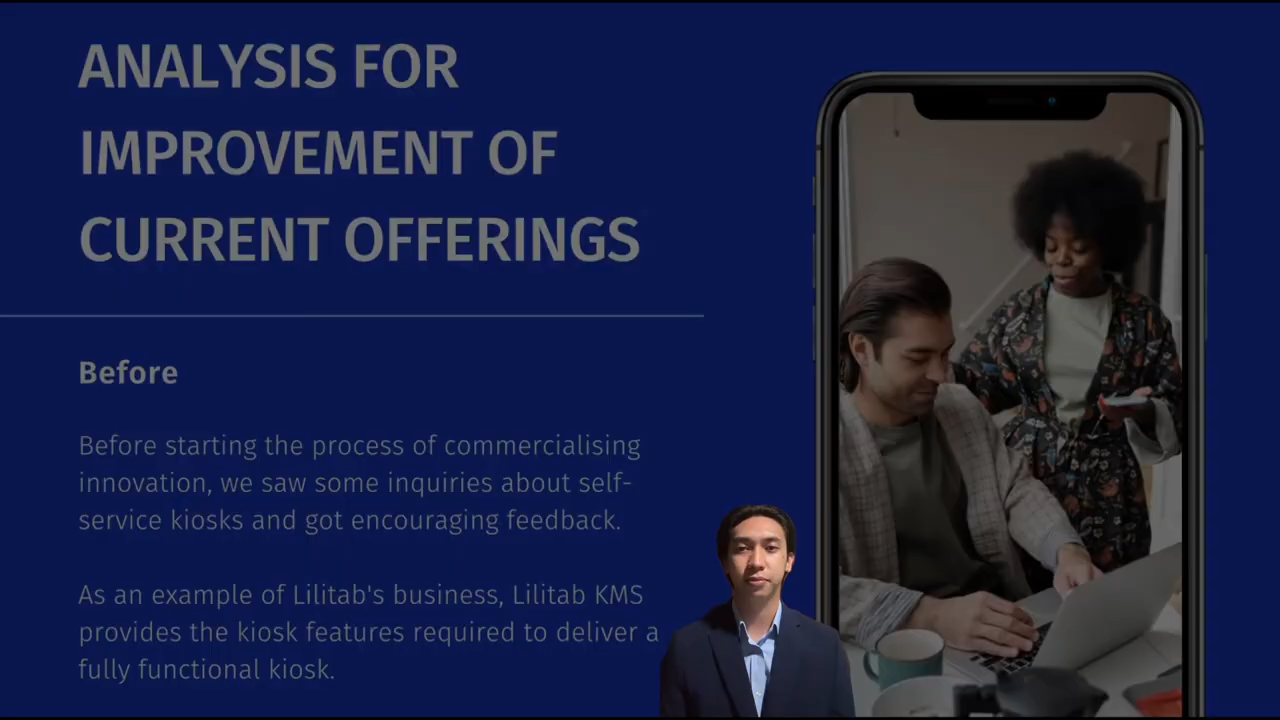 ANALYSIS FOR
IMPROVEMENT OF
CURRENT OFFERINGS
Before
Before starting the process of commercialising
innovation, we saw some inquiries about self-
service kiosks and got encouraging feedback.
As an example of Lilitab's business, Lilitab KMS
provides the kiosk features required to deliver a
fully functional kiosk.